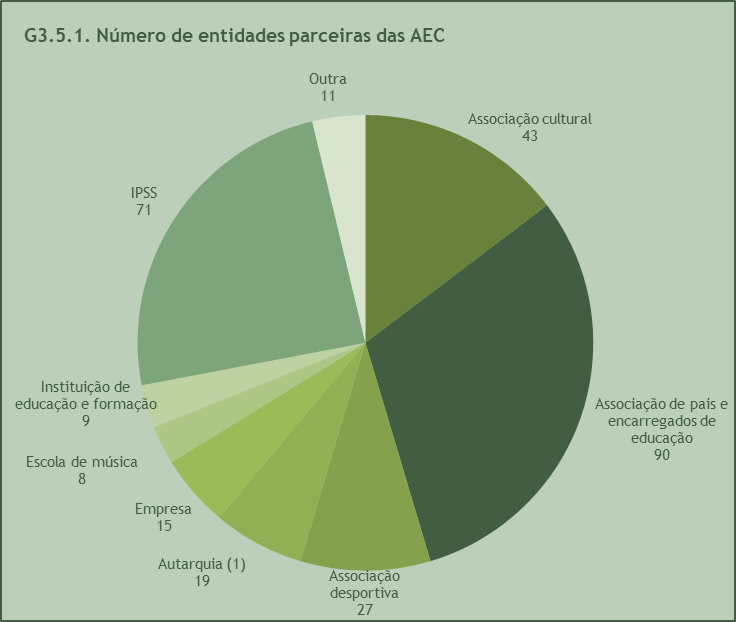 G3.5.1. Número de entidades parceiras das AEC
Outra
11
Associação cultural
43
IPSS
71
Associação de pais e
encarregados de
educação
90
Instituição de
educação e formação
9
Escola de música
8
Empresa
15
Autarquia (1)
19
Associação
desportiva
27